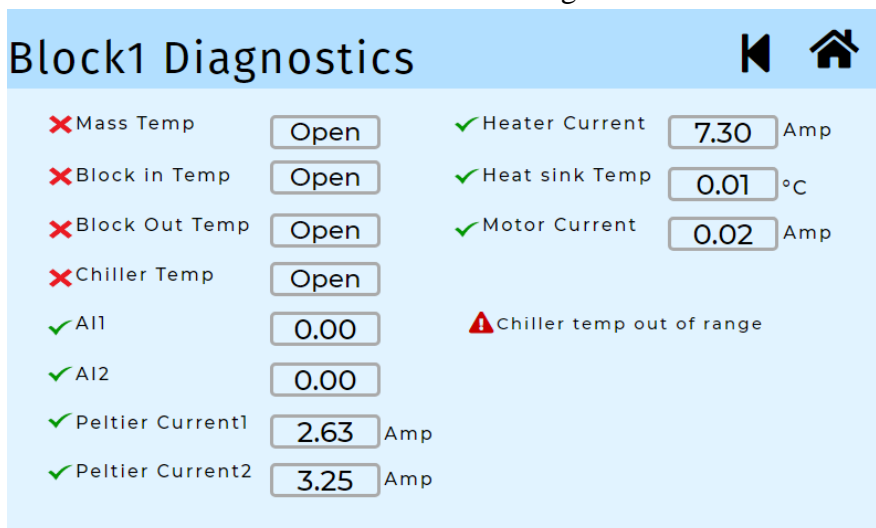 Block1 Diagnostics
Mass Temp Open
Block in Temp Open
Block Out Temp Open
Chiller Temp Open
AI1 0.00
AI2 0.00
Peltier Current1 2.63 Amp
Peltier Current2 3.25 Amp
Heater Current 7.30 Amp
Heat sink Temp 0.01 °C
Motor Current 0.02 Amp
Chiller temp out of range